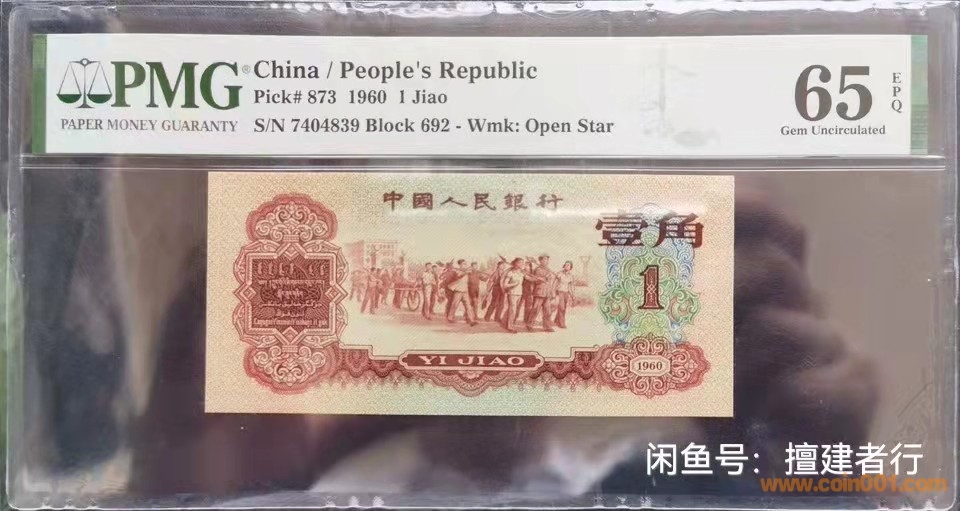 PMG®
PAPER MONEY GUARANTY
China / People's Republic
Pick# 873 1960 1 Jiao
S/N 7404839 Block 692 - Wmk: Open Star
65
EPQ
Gem Uncirculated
中國人民銀行
壹角
1
YI JIAO
1960
闲鱼号：擅建者行
www.coin001.com